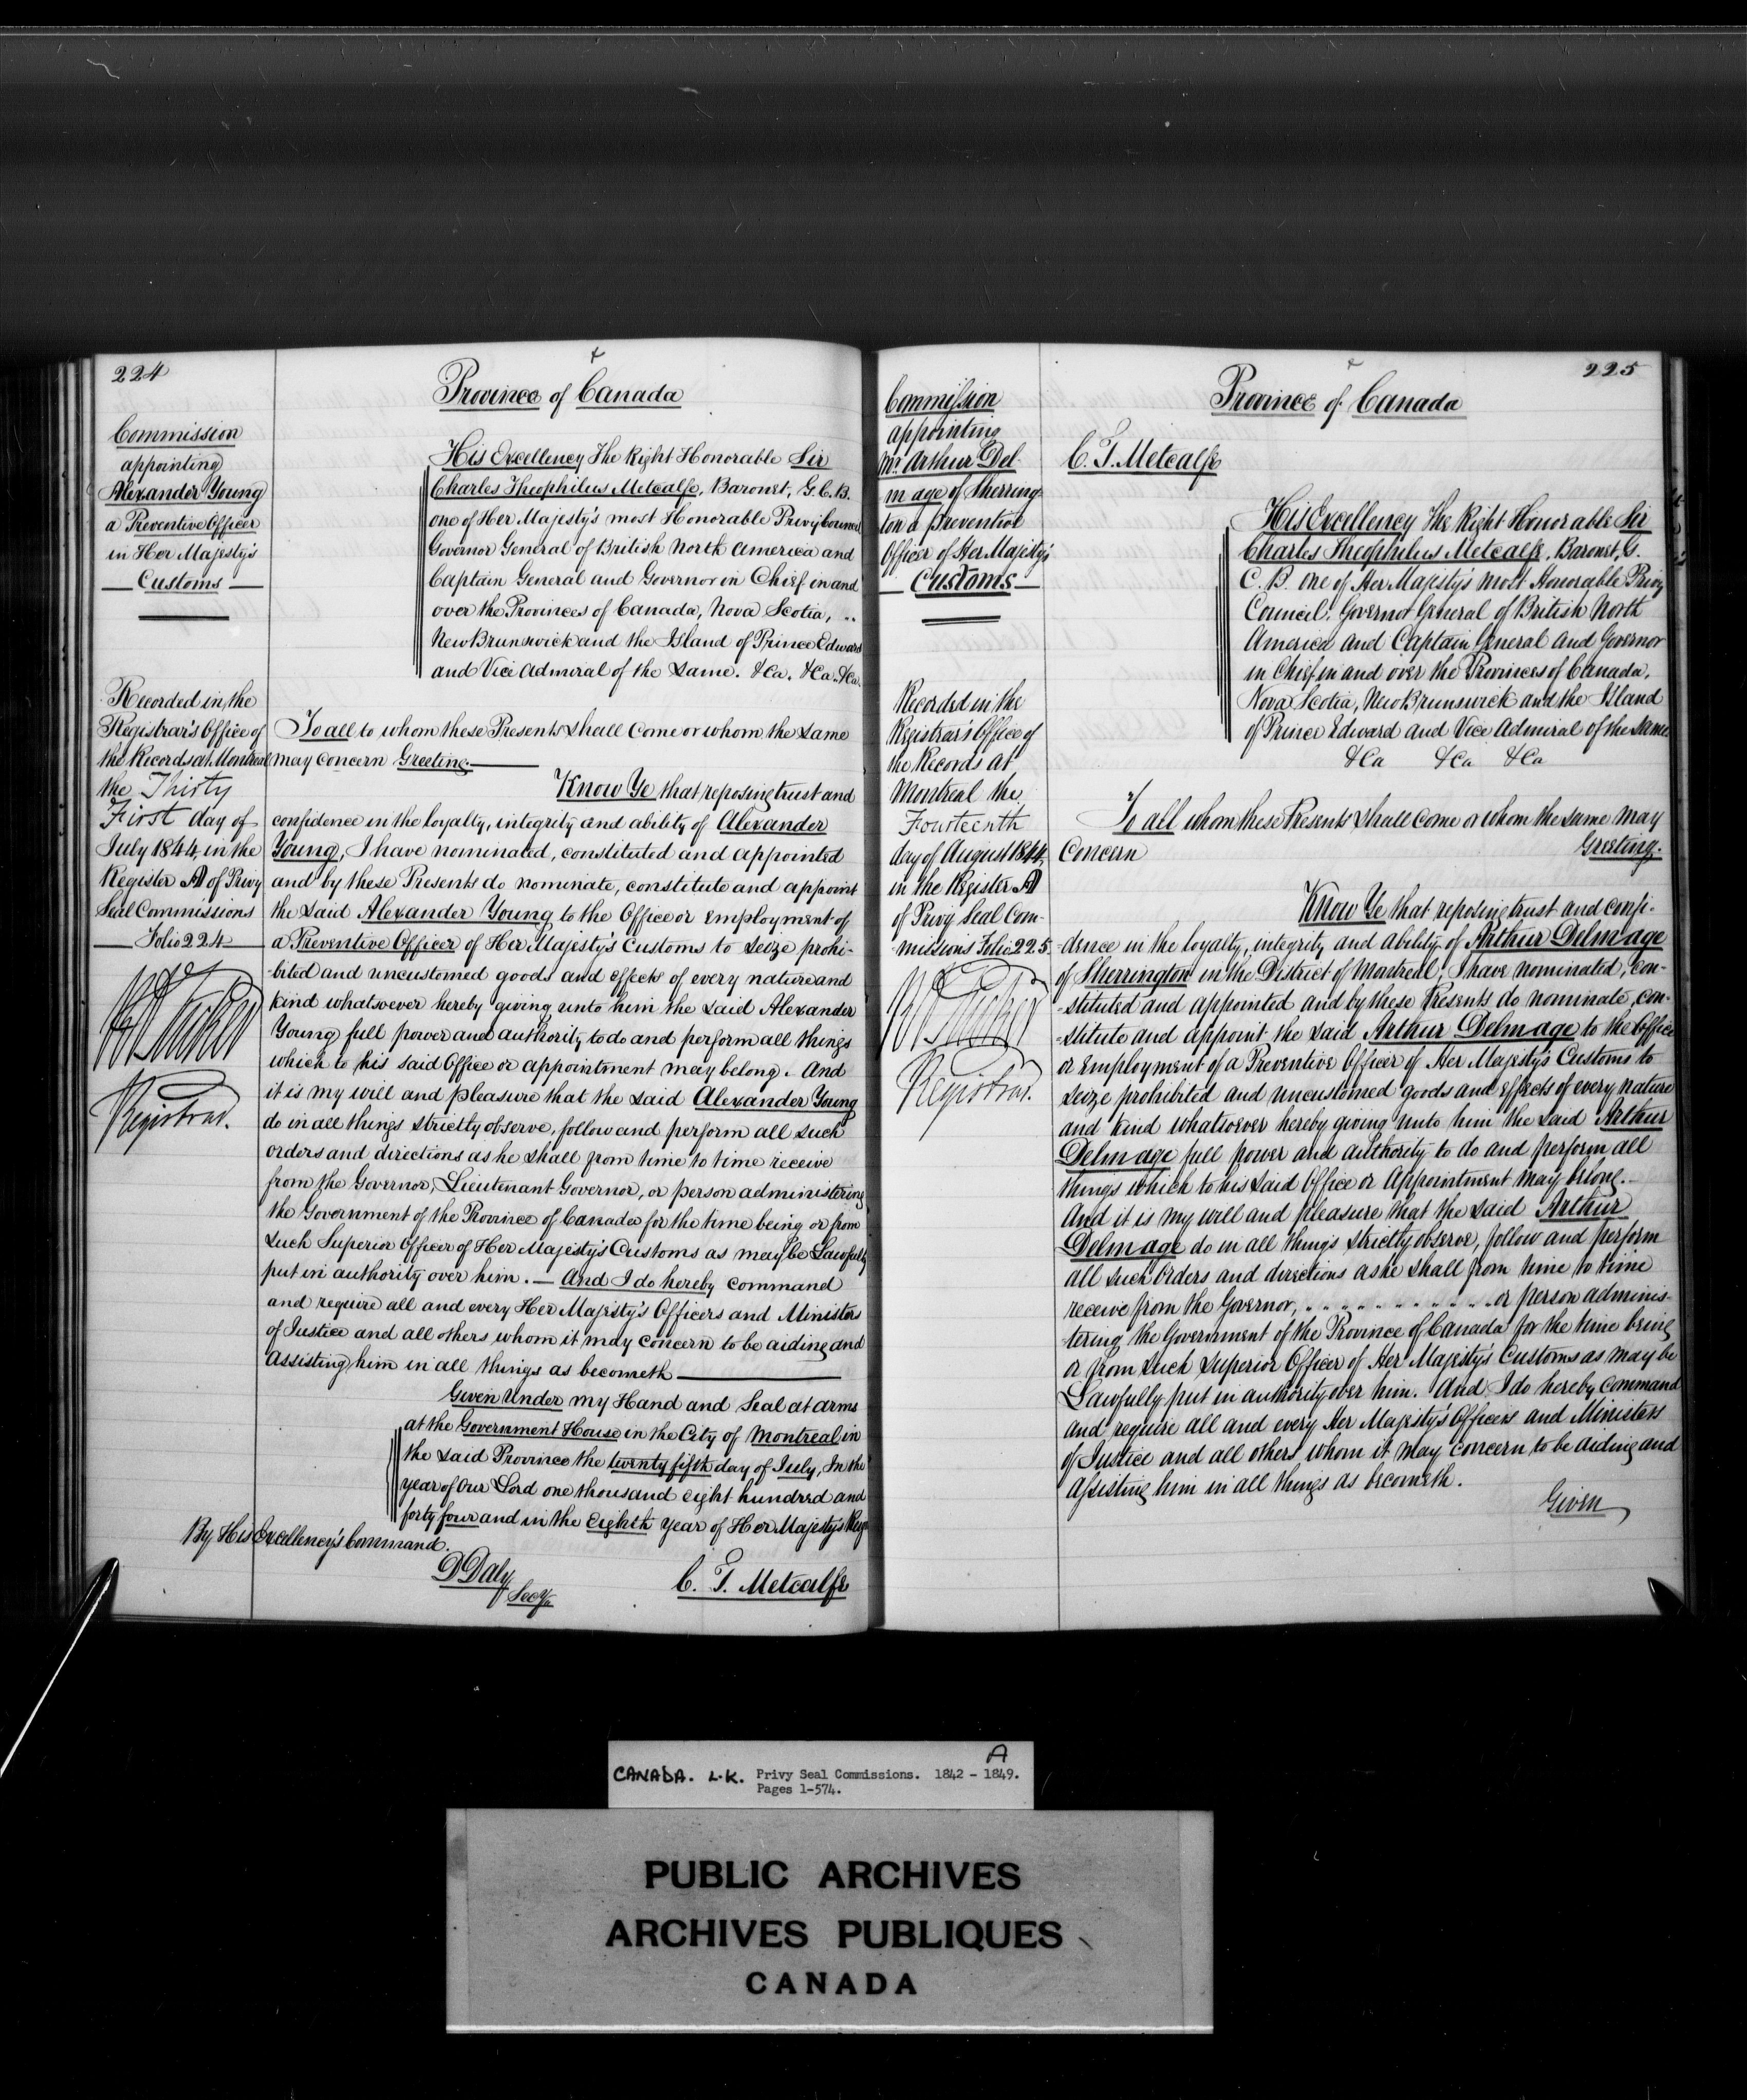 224
Province of Canada
Commission
appointing
Alexander Young
a Preventive Officer
in Her Majesty's
Customs
His Excellency The Right Honorable Sir
Charles Theophilus Metcalfe, Baronet, G.C.B.
one of Her Majesty's most Honorable Privy Council
Governor General of British North America and
Captain General and Governor in Chief in and
over the Provinces of Canada, Nova Scotia, ..
New Brunswick and the Island of Prince Edward
and Vice Admiral of the Same. &Ca. &Ca. &Ca.
Recorded in the
Registrar's Office of
the Records at Montreal
the Thirty
First day of
July 1844, in the
Register A of Privy
Seal Commissions
Folio 224
Registrar.
To all to whom these Presents shall Come or whom the Same
may Concern Greeting.
Know Ye that reposing trust and
confidence in the loyalty, integrity and ability of Alexander
Young, I have nominated, constituted and appointed
and by these Presents do nominate, constitute and appoint
the said Alexander Young to the Office or Employment of
a Preventive Officer of Her Majesty's Customs to Seize prohi-
-bited and uncustomed goods and effects of every nature and
kind whatsoever hereby giving unto him the Said Alexander
Young full power and authority to do and perform all things
which to his said Office or appointment may belong. And
it is my will and pleasure that the said Alexander Young
do in all things strictly observe, follow and perform all such
orders and directions as he shall from time to time receive
from the Governor, Lieutenant Governor, or person administering
the Government of the Province of Canada for the time being or from
such Superior Officer of Her Majesty's Customs as may be Lawfully
put in authority over him. — And I do hereby command
and require all and every Her Majesty's Officers and Ministers
of Justice and all others whom it may concern to be aiding and
Assisting him in all things as becometh
Given Under my Hand and Seal at arms
at the Government House in the City of Montreal in
the said Province the twenty fifth day of July, In the
year of Our Lord one thousand eight hundred and
forty four and in the Eighth year of Her Majesty's Reign
By His Excellency's Command.
D Daly
Secy.
C. T. Metcalfe
225
Province of Canada
Commission
appointing
Mr. Arthur Del-
mage of Sherring-
ton a preventive
Officer of Her Majesty's
Customs
C. T. Metcalfe
His Excellency The Right Honorable Sir
Charles Theophilus Metcalfe, Baronet, G.
C. B. one of Her Majesty's most Honorable Privy
Council. Governor General of British North
America and Captain General and Governor
in Chief in and over the Provinces of Canada,
Nova Scotia, New Brunswick and the Island
of Prince Edward and Vice Admiral of the Same
&Ca &Ca &Ca
Recorded in the
Registrar's Office of
the Records at
Montreal the
Fourteenth
day of August 1844,
in the Register A
of Privy Seal Com-
-missions Folio 225
Registrar.
To all whom these Presents shall Come or whom the same may
Concern Greeting.
Know Ye that reposing trust and confi-
-dence in the loyalty, integrity and ability of Arthur Delmage
of Sherrington in the District of Montreal, I have nominated, con-
-stituted and appointed and by these Presents do nominate, con-
-stitute and appoint the said Arthur Delmage to the Office
or Employment of a Preventive Officer of Her Majesty's Customs to
Seize prohibited and uncustomed goods and effects of every nature
and kind whatsoever hereby giving unto him the said Arthur
Delmage full power and authority to do and perform all
things which to his said Office or Appointment may belong.
And it is my will and pleasure that the said Arthur
Delmage do in all things strictly observe, follow and perform
all such Orders and directions as he shall from time to time
receive from the Governor, . . . . . . . . . . . . or person adminis-
-tering the Government of the Province of Canada for the time being
or from such Superior Officer of Her Majesty's Customs as may be
Lawfully put in authority over him. And I do hereby command
and require all and every Her Majesty's Officers and Ministers
of Justice and all others whom it may concern to be aiding and
Assisting him in all things as becometh.
Given
A
CANADA. L.K. Privy Seal Commissions. 1842 - 1849.
Pages 1-574.
PUBLIC ARCHIVES
ARCHIVES PUBLIQUES
CANADA